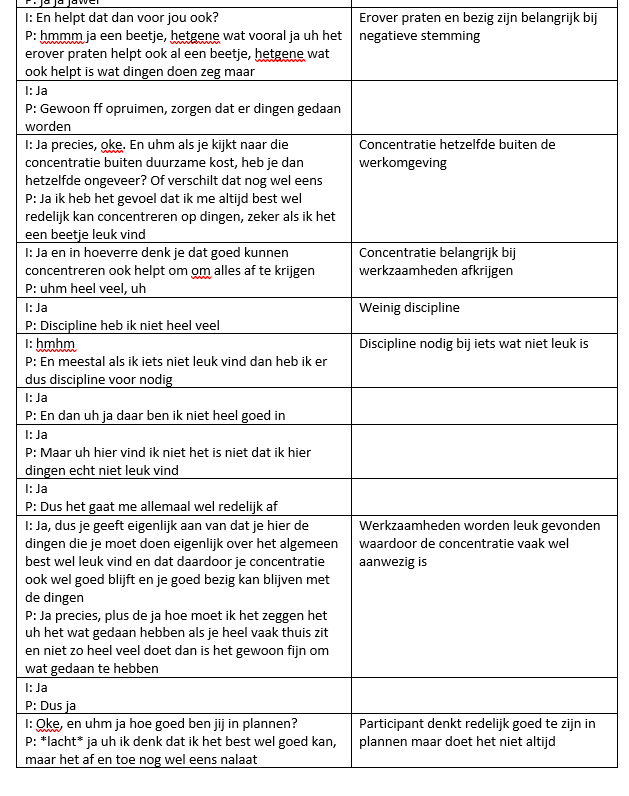 P: ja ja jawel
I: En helpt dat dan voor jou ook?
P: hmmm ja een beetje, hetgene wat vooral ja uh het
erover praten helpt ook al een beetje, hetgene wat
ook helpt is wat dingen doen zeg maar
Erover praten en bezig zijn belangrijk bij
negatieve stemming
I: Ja
P: Gewoon ff opruimen, zorgen dat er dingen gedaan
worden
I: Ja precies, oke. En uhm als je kijkt naar die
concentratie buiten duurzame kost, heb je dan
hetzelfde ongeveer? Of verschilt dat nog wel eens
P: Ja ik heb het gevoel dat ik me altijd best wel
redelijk kan concentreren op dingen, zeker als ik het
een beetje leuk vind
Concentratie hetzelfde buiten de
werkomgeving
I: Ja en in hoeverre denk je dat goed kunnen
concentreren ook helpt om om alles af te krijgen
P: uhm heel veel, uh
Concentratie belangrijk bij
werkzaamheden afkrijgen
I: Ja
P: Discipline heb ik niet heel veel
Weinig discipline
I: hmhm
P: En meestal als ik iets niet leuk vind dan heb ik er
dus discipline voor nodig
Discipline nodig bij iets wat niet leuk is
I: Ja
P: En dan uh ja daar ben ik niet heel goed in
I: Ja
P: Maar uh hier vind ik niet het is niet dat ik hier
dingen echt niet leuk vind
I: Ja
P: Dus het gaat me allemaal wel redelijk af
I: Ja, dus je geeft eigenlijk aan van dat je hier de
dingen die je moet doen eigenlijk over het algemeen
best wel leuk vind en dat daardoor je concentratie
ook wel goed blijft en je goed bezig kan blijven met
de dingen
P: Ja precies, plus de ja hoe moet ik het zeggen het
uh het wat gedaan hebben als je heel vaak thuis zit
en niet zo heel veel doet dan is het gewoon fijn om
wat gedaan te hebben
Werkzaamheden worden leuk gevonden
waardoor de concentratie vaak wel
aanwezig is
I: Ja
P: Dus ja
I: Oke, en uhm ja hoe goed ben jij in plannen?
P: *lacht* ja uh ik denk dat ik het best wel goed kan,
maar het af en toe nog wel eens nalaat
Participant denkt redelijk goed te zijn in
plannen maar doet het niet altijd